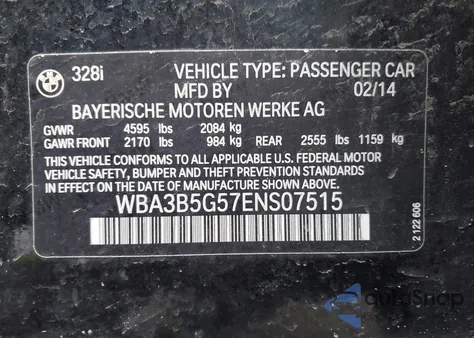 BMW
328i VEHICLE TYPE: PASSENGER CAR
MFD BY 02/14
BAYERISCHE MOTOREN WERKE AG
GVWR 4595 lbs 2084 kg
GAWR FRONT 2170 lbs 984 kg REAR 2555 lbs 1159 kg
THIS VEHICLE CONFORMS TO ALL APPLICABLE U.S. FEDERAL MOTOR
VEHICLE SAFETY, BUMPER AND THEFT PREVENTION STANDARDS
IN EFFECT ON THE DATE OF MANUFACTURE SHOWN ABOVE.
WBA3B5G57ENS07515
2 122 606
autoSnap